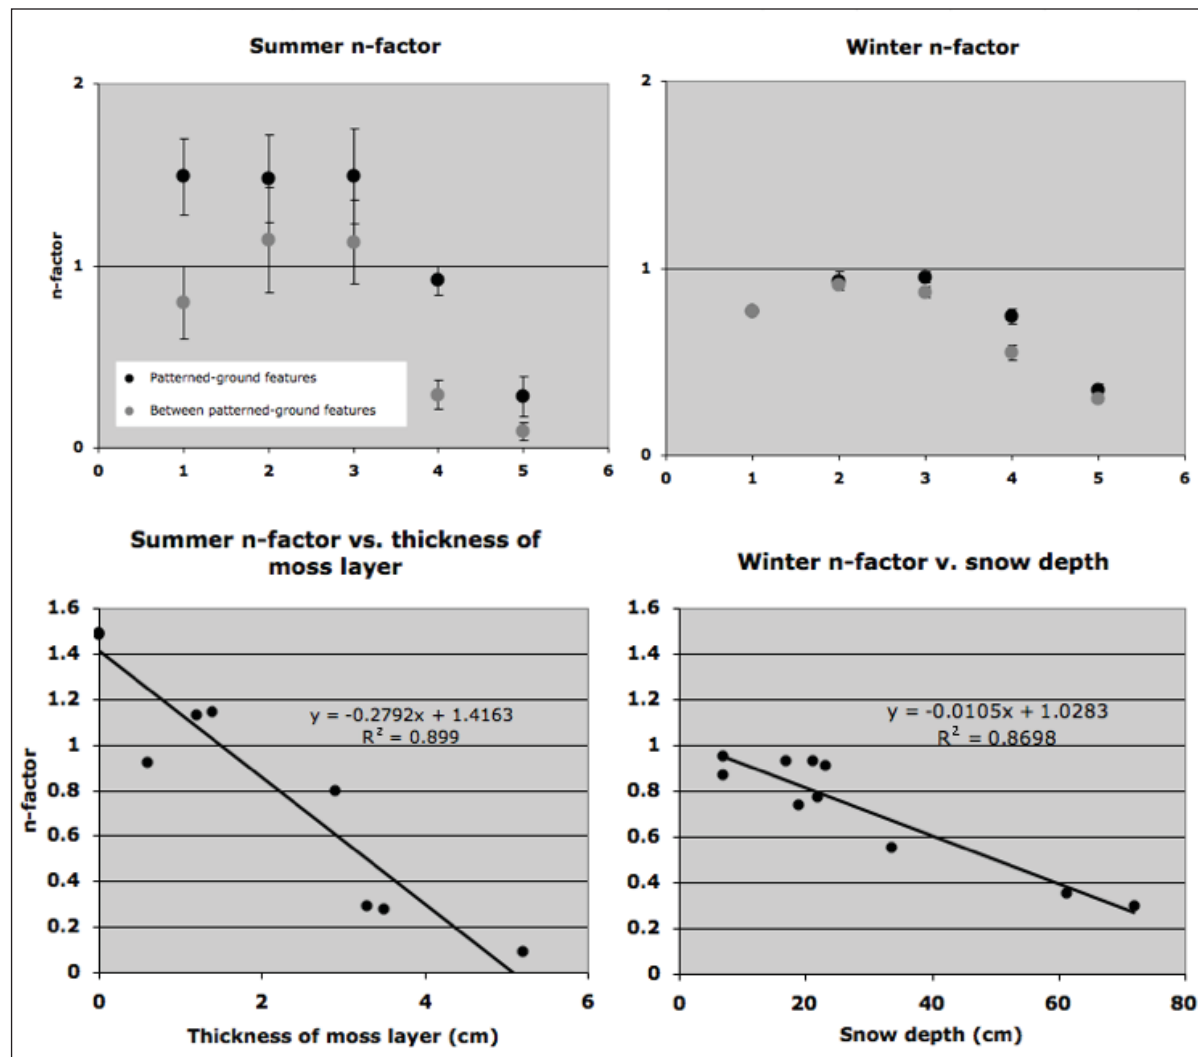 Summer n-factor
2
1
0
n-factor
Patterned-ground features
Between patterned-ground features
0 1 2 3 4 5 6
Winter n-factor
2
1
0
0 1 2 3 4 5 6
Summer n-factor vs. thickness of
moss layer
1.6
1.4
1.2
1
0.8
0.6
0.4
0.2
0
n-factor
y = -0.2792x + 1.4163
R² = 0.899
0 2 4 6
Thickness of moss layer (cm)
Winter n-factor v. snow depth
1.6
1.4
1.2
1
0.8
0.6
0.4
0.2
0
y = -0.0105x + 1.0283
R² = 0.8698
0 20 40 60 80
Snow depth (cm)